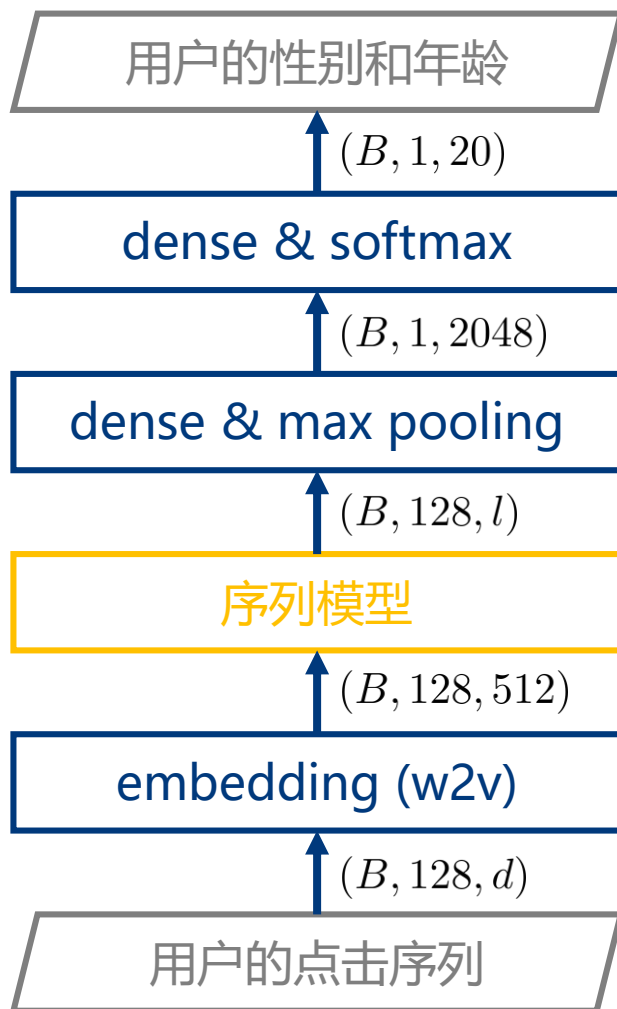 用户的性别和年龄
(B, 1, 20)
dense & softmax
(B, 1, 2048)
dense & max pooling
(B, 128, l)
序列模型
(B, 128, 512)
embedding (w2v)
(B, 128, d)
用户的点击序列